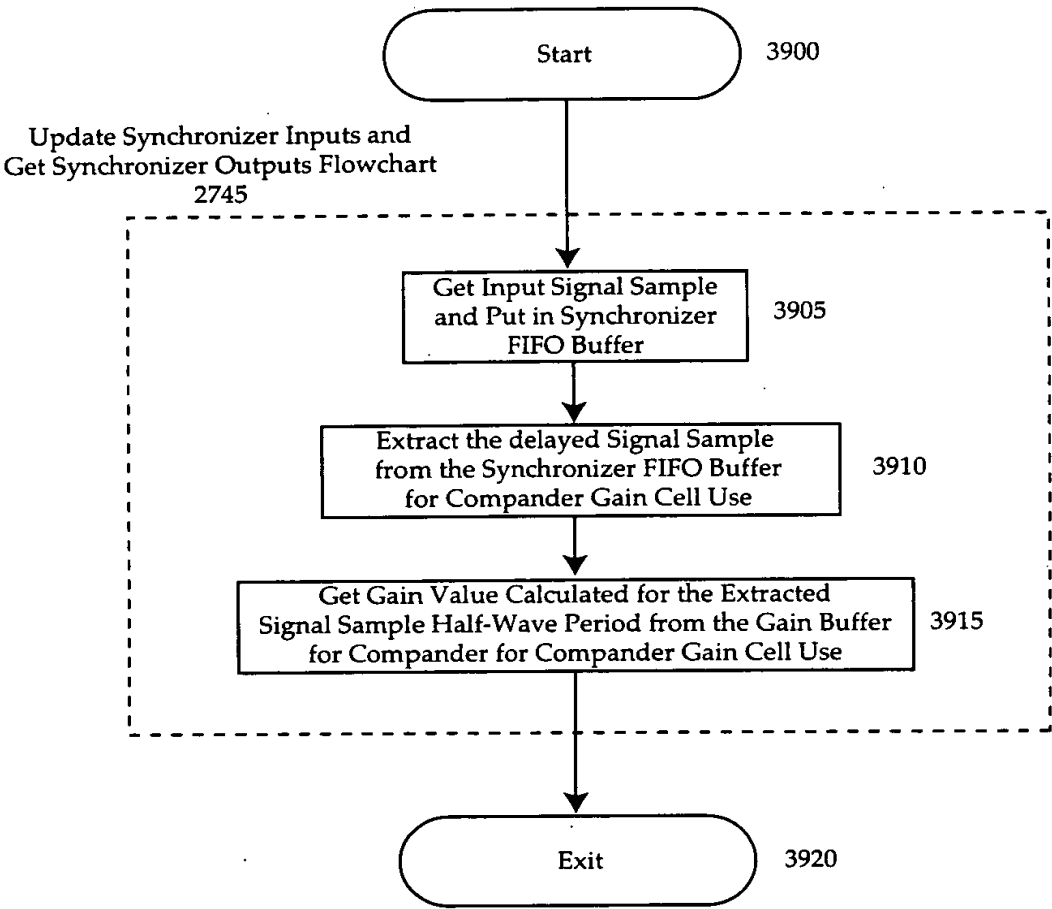 Start
3900
Update Synchronizer Inputs and
Get Synchronizer Outputs Flowchart
2745
Get Input Signal Sample
and Put in Synchronizer
FIFO Buffer
3905
Extract the delayed Signal Sample
from the Synchronizer FIFO Buffer
for Compander Gain Cell Use
3910
Get Gain Value Calculated for the Extracted
Signal Sample Half-Wave Period from the Gain Buffer
for Compander for Compander Gain Cell Use
3915
Exit
3920